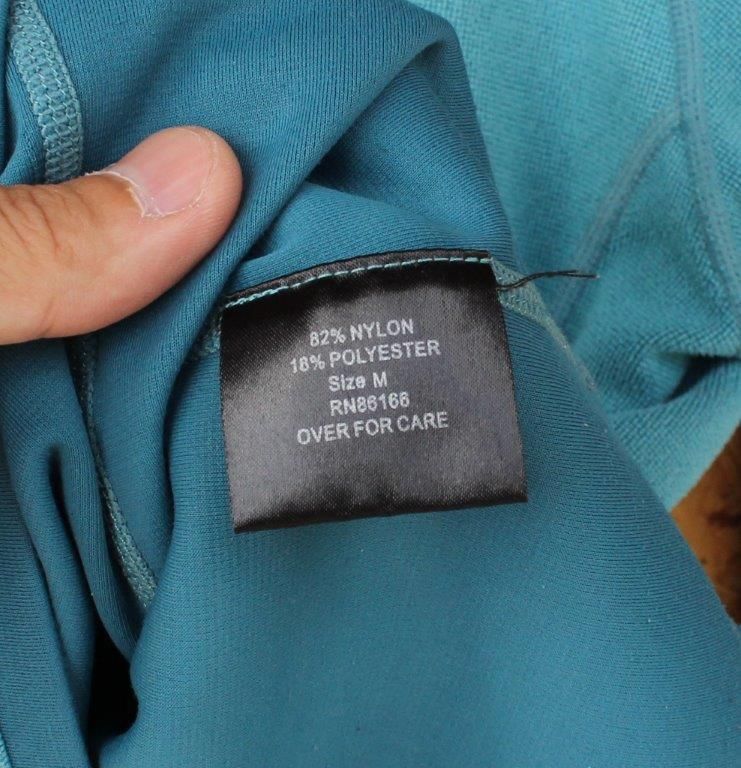 82% NYLON
18% POLYESTER
Size M
RN86166
OVER FOR CARE